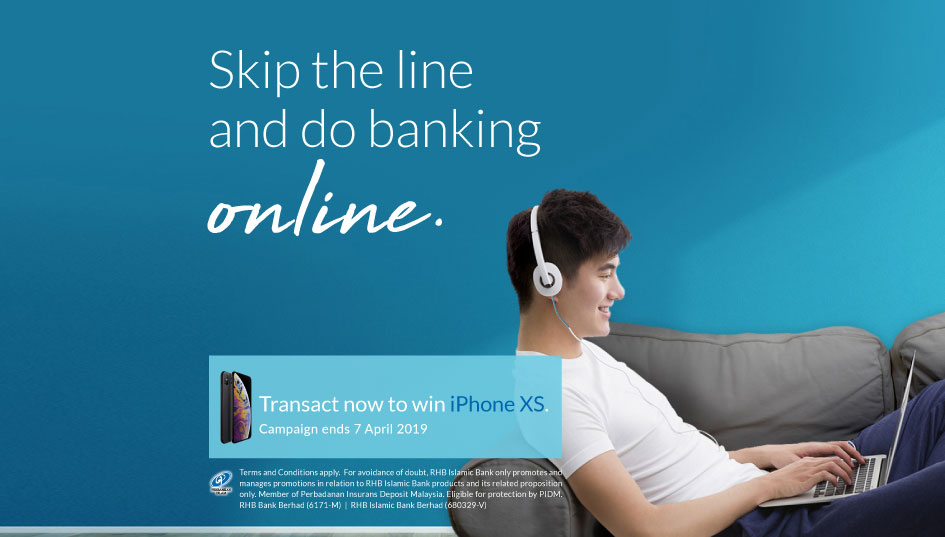 Skip the line
and do banking
online.
Transact now to win iPhone XS.
Campaign ends 7 April 2019
Terms and Conditions apply. For avoidance of doubt, RHB Islamic Bank only promotes and
manages promotions in relation to RHB Islamic Bank products and its related proposition
only. Member of Perbadanan Insurans Deposit Malaysia. Eligible for protection by PIDM.
RHB Bank Berhad (6171-M) | RHB Islamic Bank Berhad (680329-V)